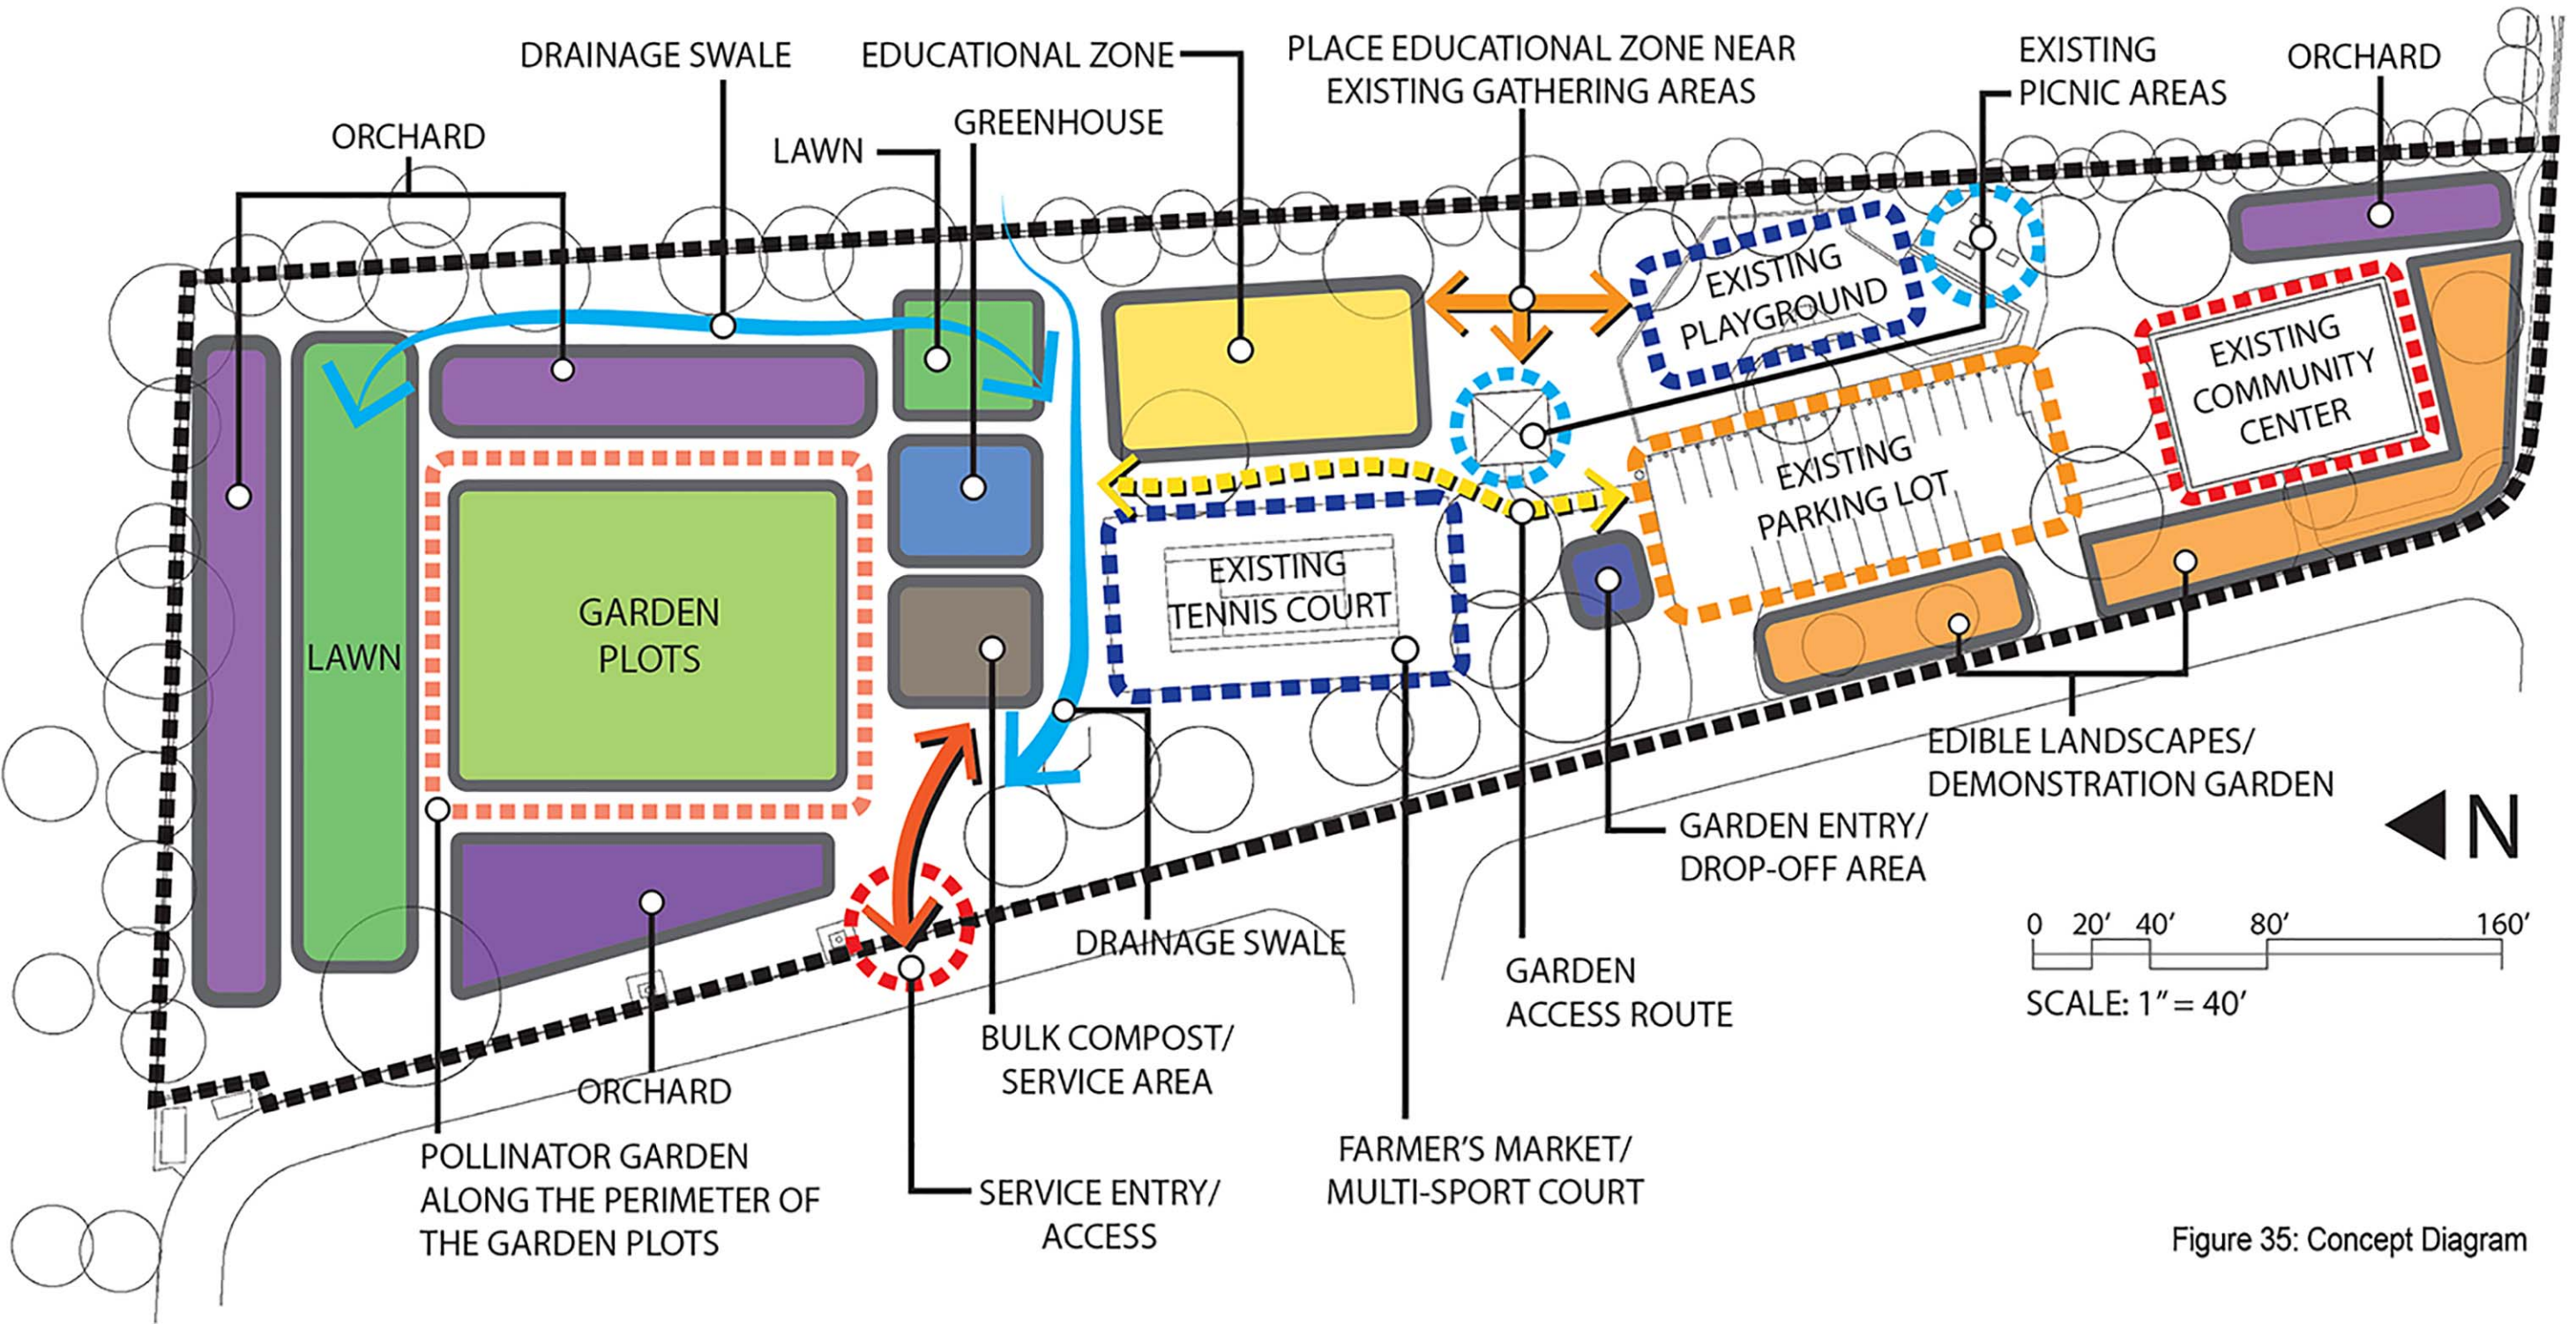 DRAINAGE SWALE
EDUCATIONAL ZONE
PLACE EDUCATIONAL ZONE NEAR
EXISTING GATHERING AREAS
EXISTING
PICNIC AREAS
ORCHARD
ORCHARD
LAWN
GREENHOUSE
EXISTING
PLAYGROUND
EXISTING
COMMUNITY
CENTER
EXISTING
PARKING LOT
EXISTING
TENNIS COURT
GARDEN
PLOTS
LAWN
EDIBLE LANDSCAPES/
DEMONSTRATION GARDEN
GARDEN ENTRY/
DROP-OFF AREA
N
DRAINAGE SWALE
GARDEN
ACCESS ROUTE
0 20′ 40′ 80′ 160′
SCALE: 1″ = 40′
BULK COMPOST/
SERVICE AREA
ORCHARD
POLLINATOR GARDEN
ALONG THE PERIMETER OF
THE GARDEN PLOTS
SERVICE ENTRY/
ACCESS
FARMER'S MARKET/
MULTI-SPORT COURT
Figure 35: Concept Diagram